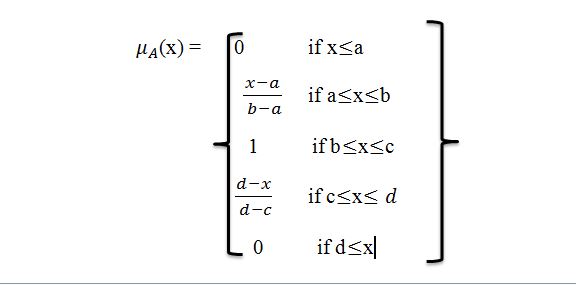 μA(x) = 0 if x≤a
x−a / b−a if a≤x≤b
1 if b≤x≤c
d−x / d−c if c≤x≤ d
0 if d≤x